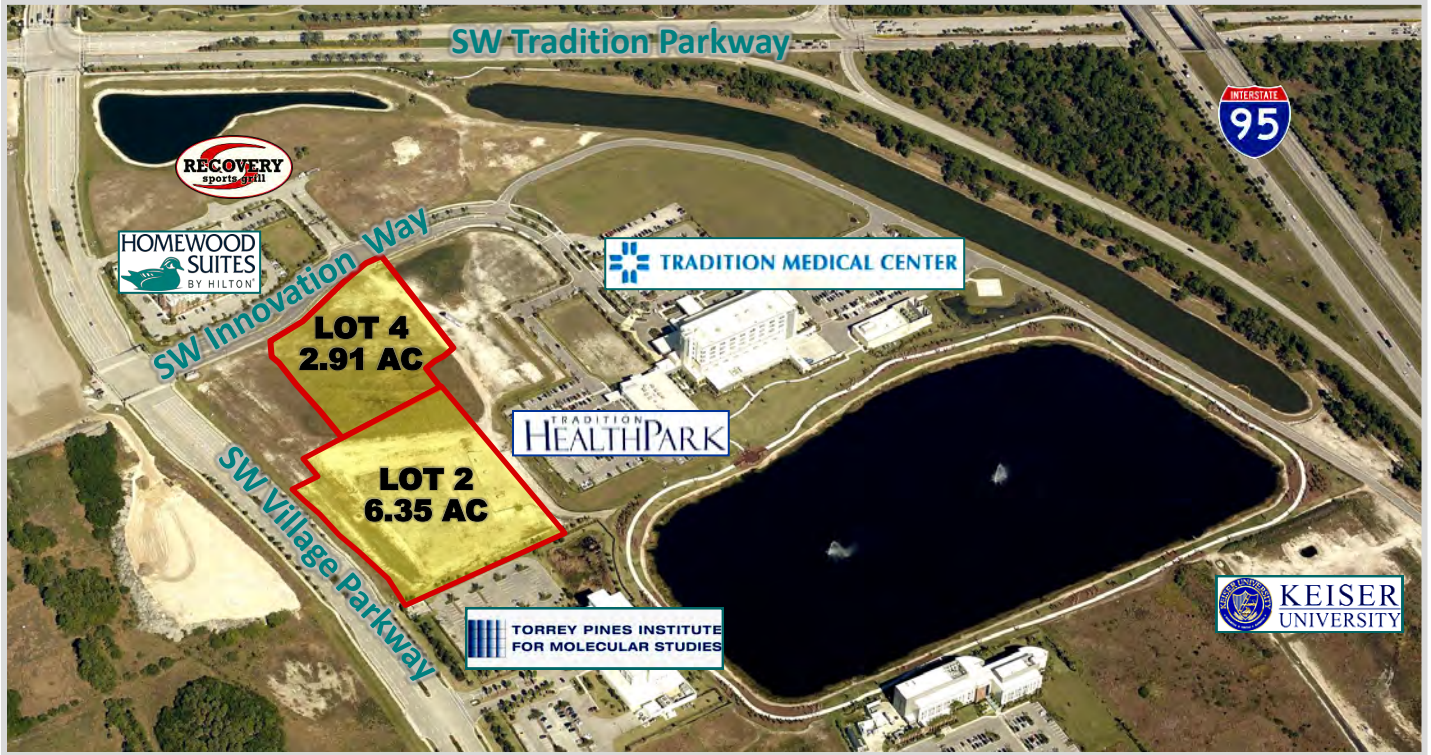 SW Tradition Parkway
INTERSTATE
95
RECOVERY
sports grill
HOMEWOOD
SUITES
BY HILTON
SW Innovation Way
TRADITION MEDICAL CENTER
LOT 4
2.91 AC
TRADITION
HEALTHPARK
LOT 2
6.35 AC
SW Village Parkway
TORREY PINES INSTITUTE
FOR MOLECULAR STUDIES
KEISER
UNIVERSITY